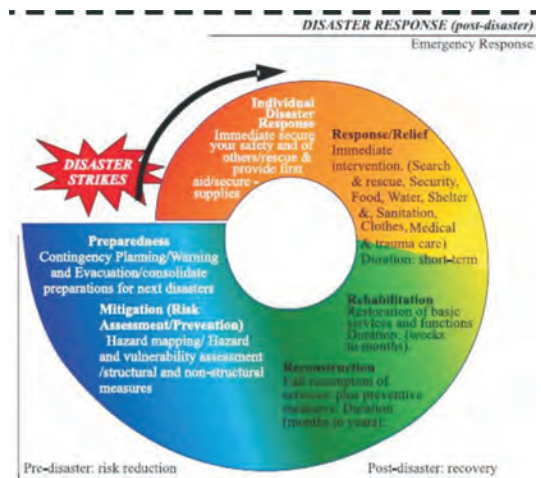 DISASTER RESPONSE (post-disaster)
Emergency Response
DISASTER
STRIKES
Individual
Disaster
Response
Immediate secure
your safety and of
others/rescue &
provide first
aid/secure -
supplies
Response/Relief
Immediate
intervention. (Search
& rescue, Security,
Food, Water, Shelter
&, Sanitation,
Clothes, Medical
& trauma care)
Duration: short-term
Rehabilitation
Restoration of basic
services and functions
Duration: (weeks
to months).
Reconstruction
Full resumption of
services: plus preventive
measures. Duration
(months to years).
Mitigation (Risk
Assessment/Prevention)
Hazard mapping/ Hazard
and vulnerability assessment
/structural and non-structural
measures
Preparedness
Contingency Planning/Warning
and Evacuation/consolidate
preparations for next disasters
Pre-disaster: risk reduction
Post-disaster: recovery